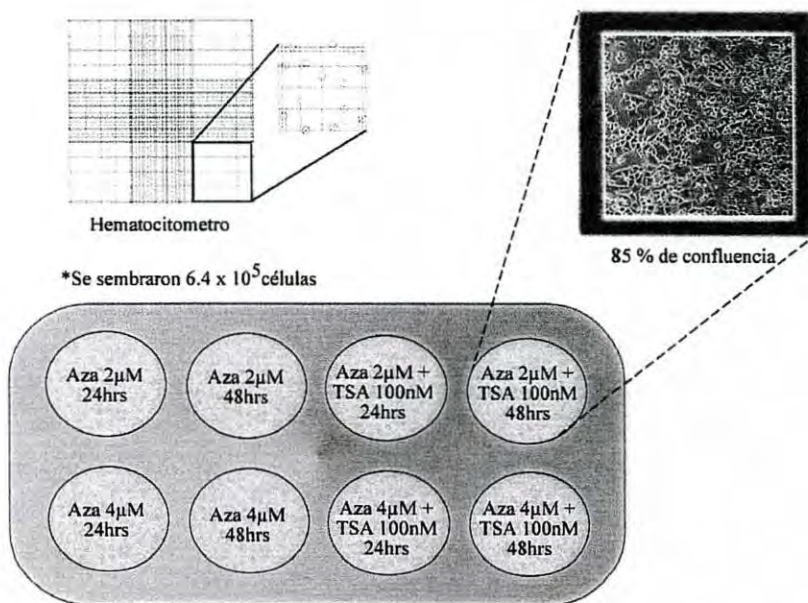 Hematocitometro
85 % de confluencia
*Se sembraron 6.4 x 10⁵ células
Aza 2µM
24hrs
Aza 2µM
48hrs
Aza 2µM +
TSA 100nM
24hrs
Aza 2µM +
TSA 100nM
48hrs
Aza 4µM
24hrs
Aza 4µM
48hrs
Aza 4µM +
TSA 100nM
24hrs
Aza 4µM +
TSA 100nM
48hrs